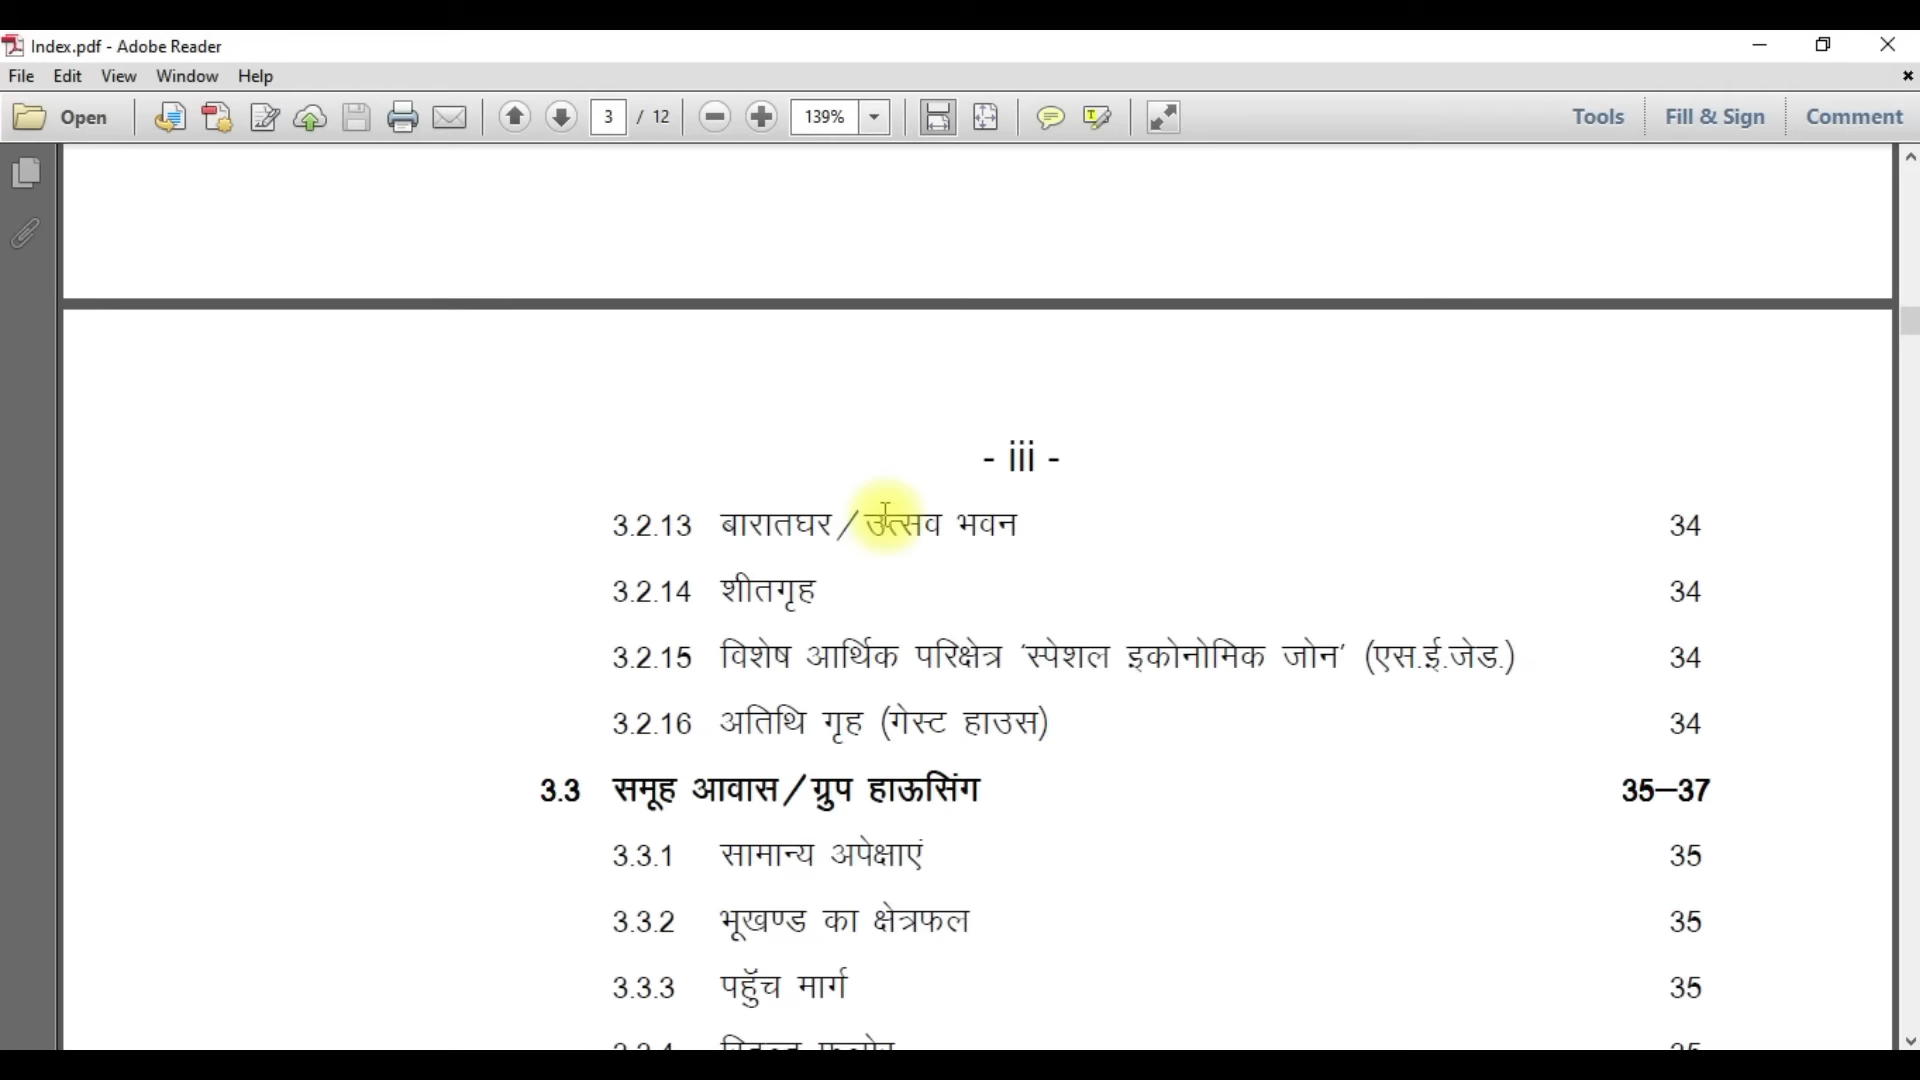 Index.pdf - Adobe Reader
File Edit View Window Help
Open 3 / 12 139% Tools Fill & Sign Comment
- iii -
3.2.13 बारातघर/उत्सव भवन 34
3.2.14 शीतगृह 34
3.2.15 विशेष आर्थिक परिक्षेत्र 'स्पेशल इकोनोमिक जोन' (एस.ई.जेड.) 34
3.2.16 अतिथि गृह (गेस्ट हाउस) 34
3.3 समूह आवास/ग्रुप हाऊसिंग 35–37
3.3.1 सामान्य अपेक्षाएं 35
3.3.2 भूखण्ड का क्षेत्रफल 35
3.3.3 पहुँच मार्ग 35